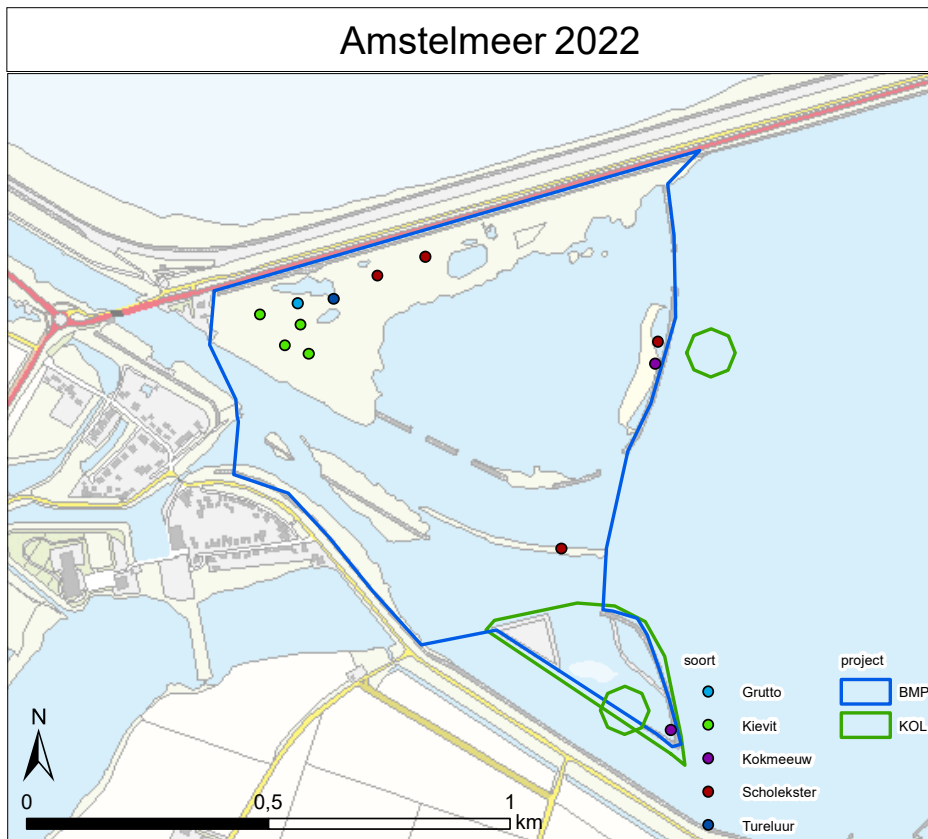 Amstelmeer 2022
soort
Grutto
Kievit
Kokmeeuw
Scholekster
Tureluur
project
BMP
KOL
N
0
0,5
1
km